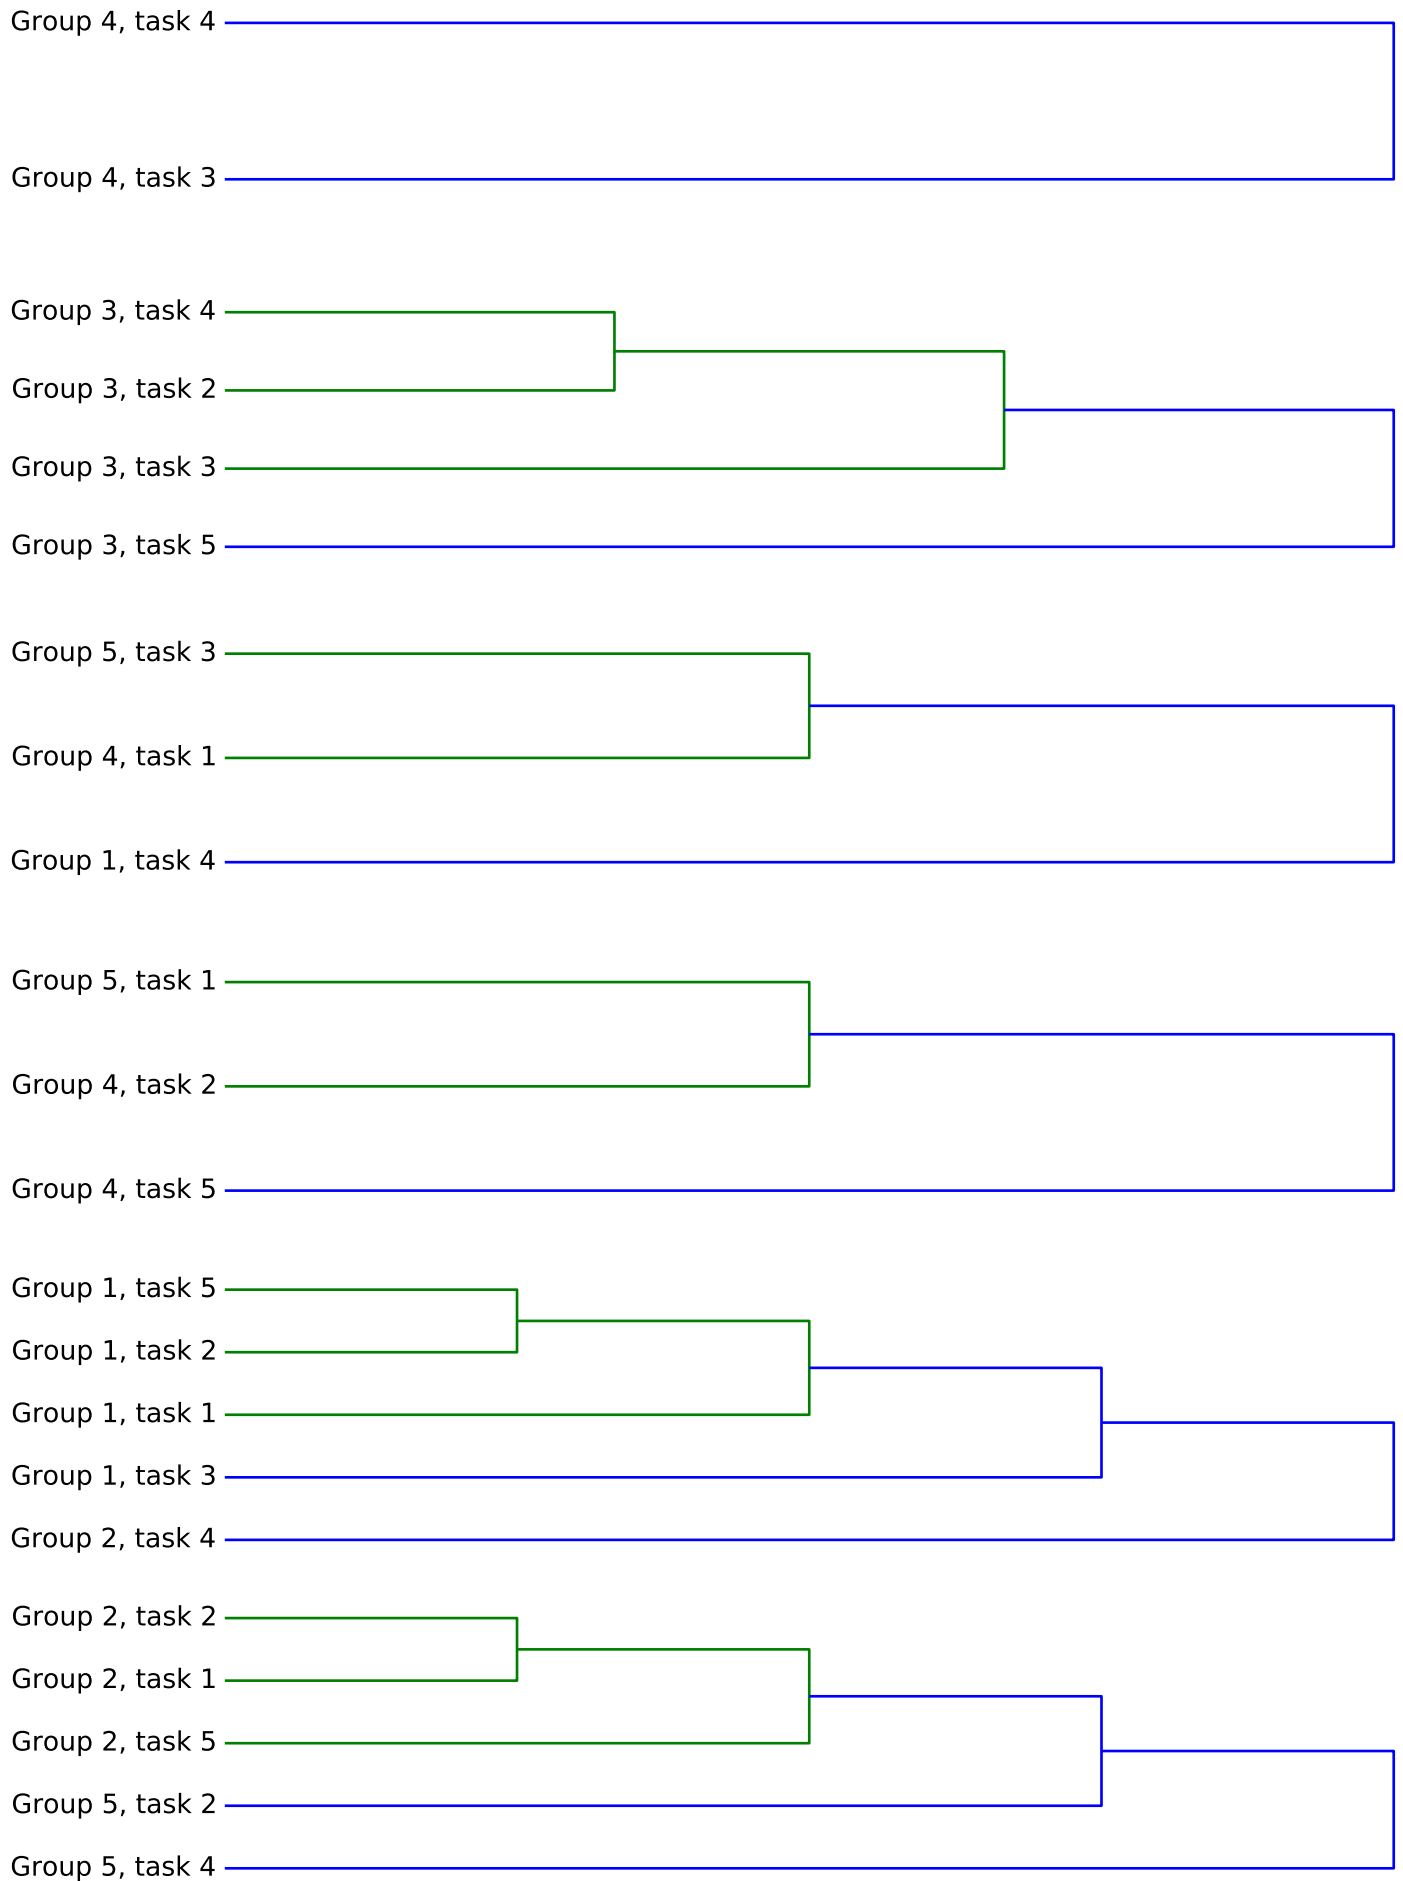 Group 4, task 4
Group 4, task 3
Group 3, task 4
Group 3, task 2
Group 3, task 3
Group 3, task 5
Group 5, task 3
Group 4, task 1
Group 1, task 4
Group 5, task 1
Group 4, task 2
Group 4, task 5
Group 1, task 5
Group 1, task 2
Group 1, task 1
Group 1, task 3
Group 2, task 4
Group 2, task 2
Group 2, task 1
Group 2, task 5
Group 5, task 2
Group 5, task 4